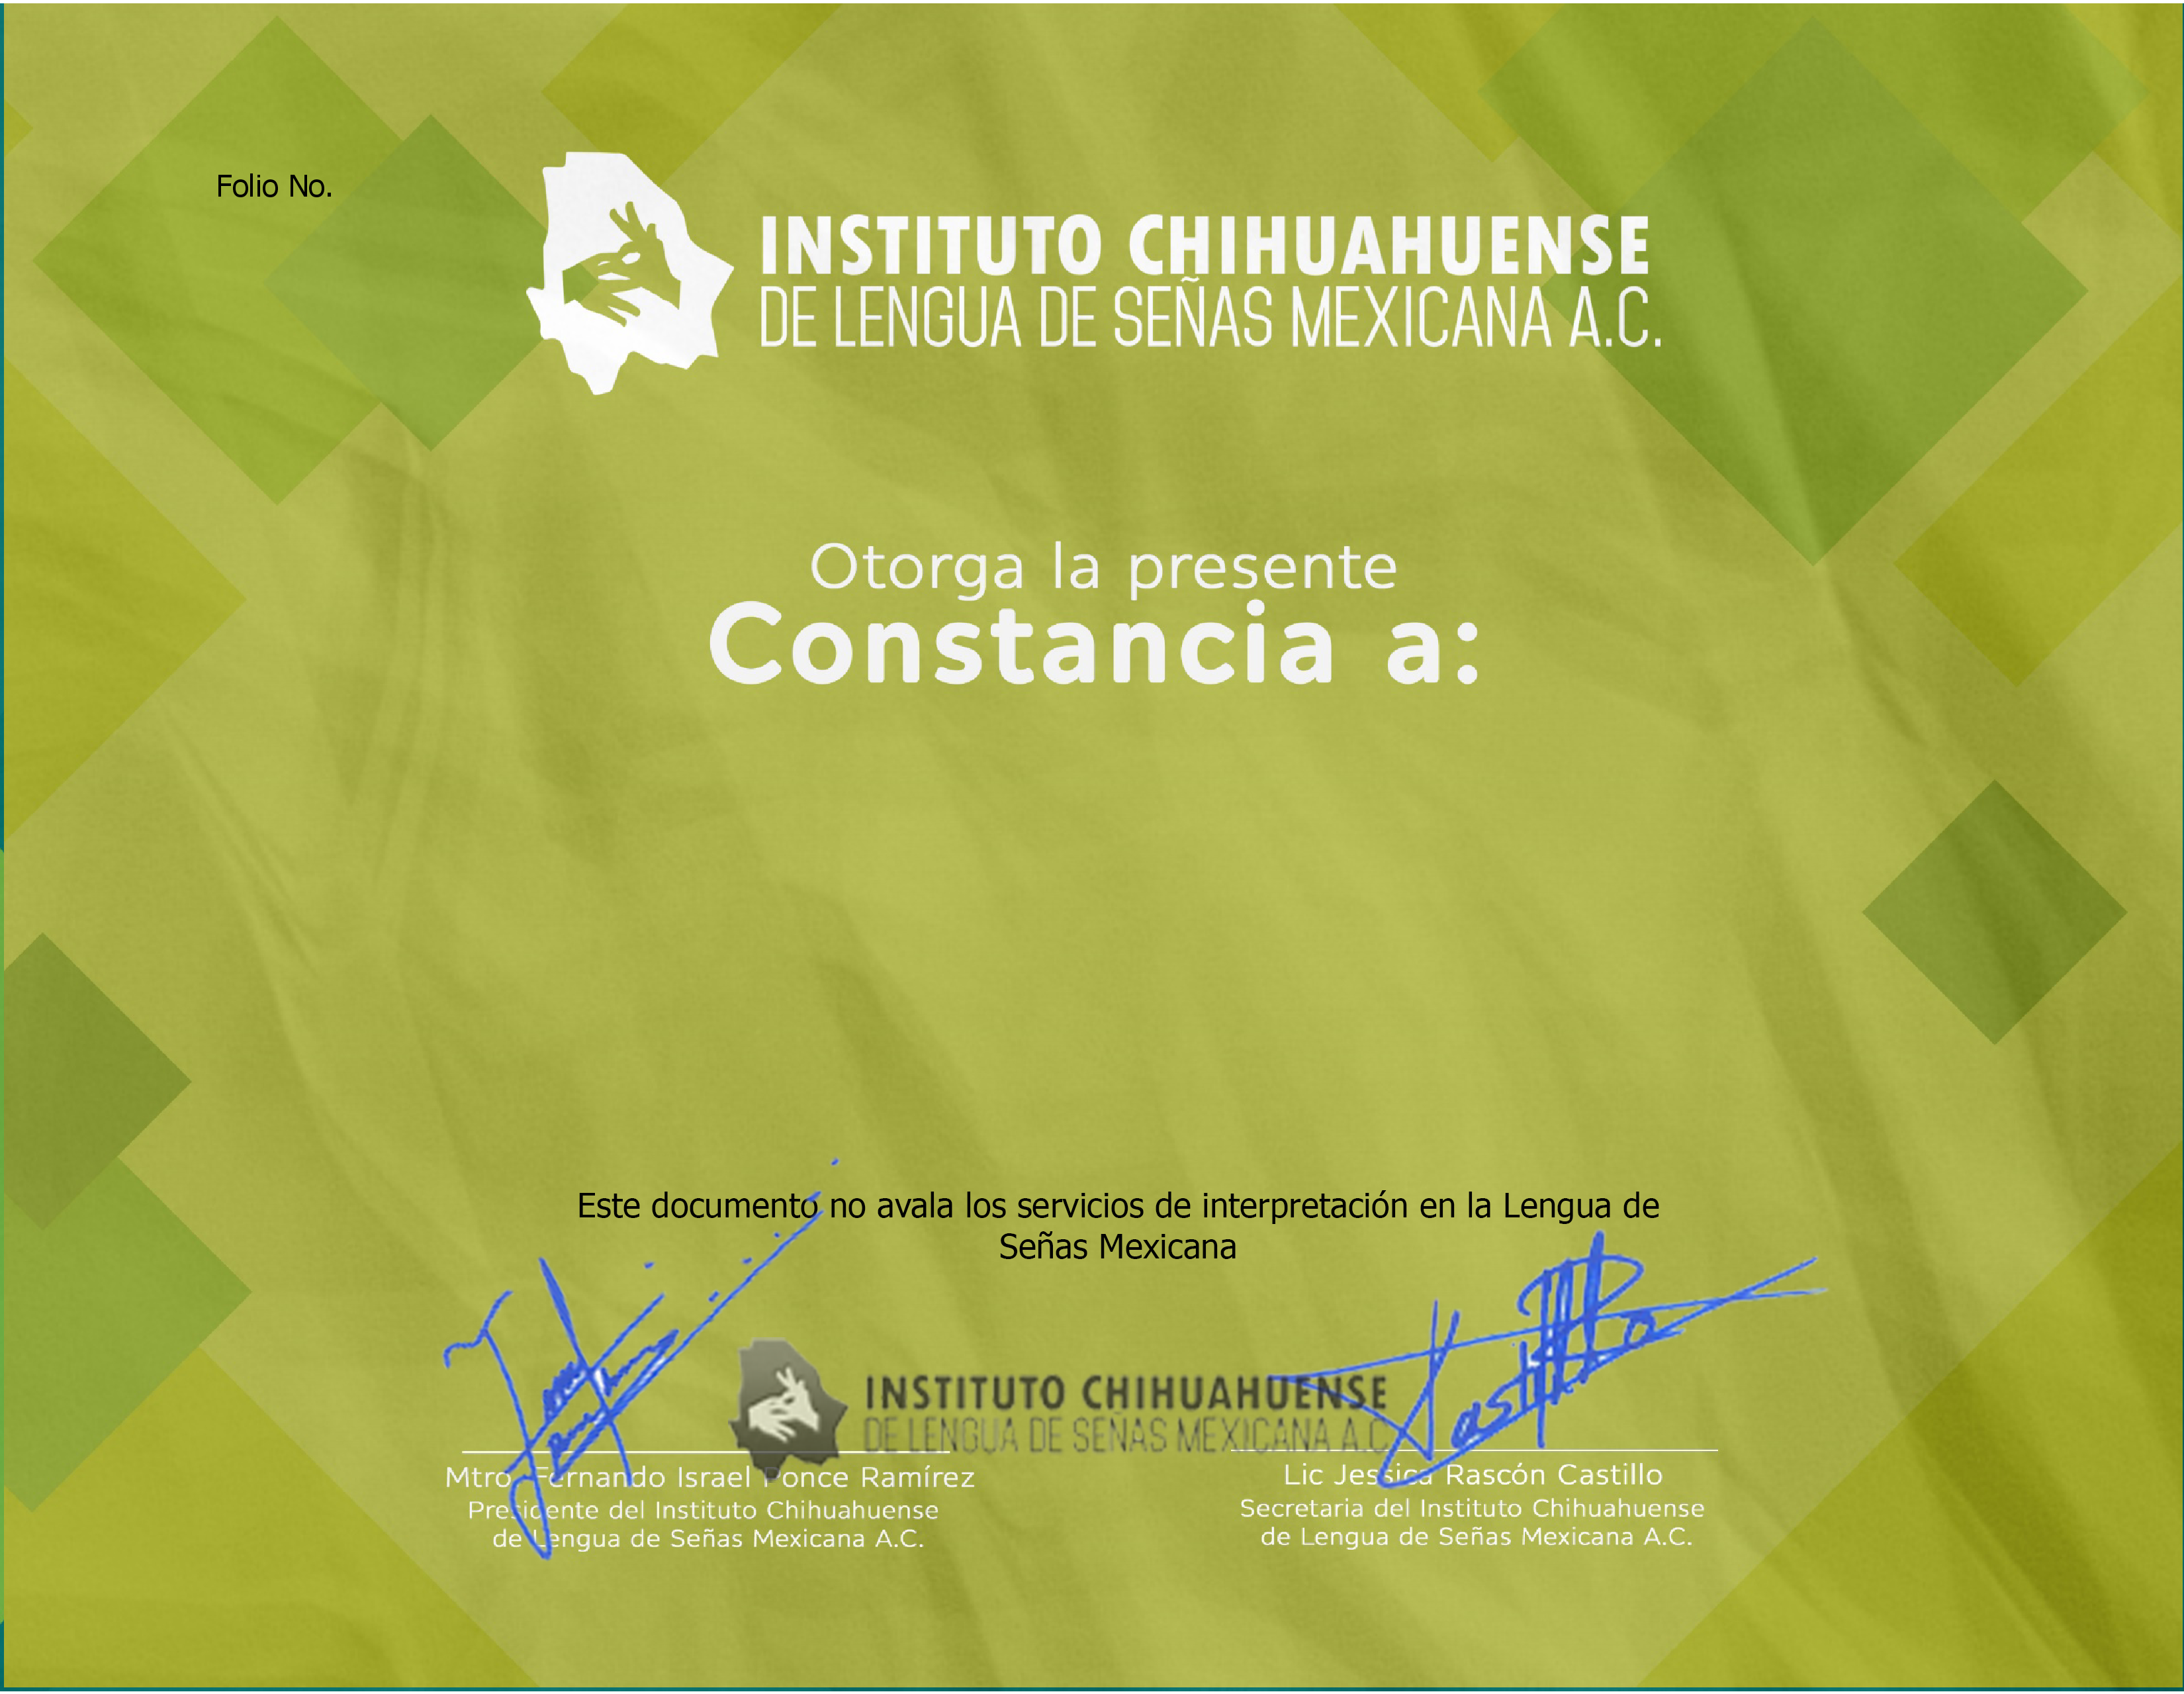 Folio No.
INSTITUTO CHIHUAHUENSE
DE LENGUA DE SEÑAS MEXICANA A.C.
Otorga la presente
Constancia a:
Este documento no avala los servicios de interpretación en la Lengua de
Señas Mexicana
INSTITUTO CHIHUAHUENSE
DE LENGUA DE SEÑAS MEXICANA A.C.
Mtro. Fernando Israel Ponce Ramírez
Presidente del Instituto Chihuahuense
de Lengua de Señas Mexicana A.C.
Lic Jessica Rascón Castillo
Secretaria del Instituto Chihuahuense
de Lengua de Señas Mexicana A.C.